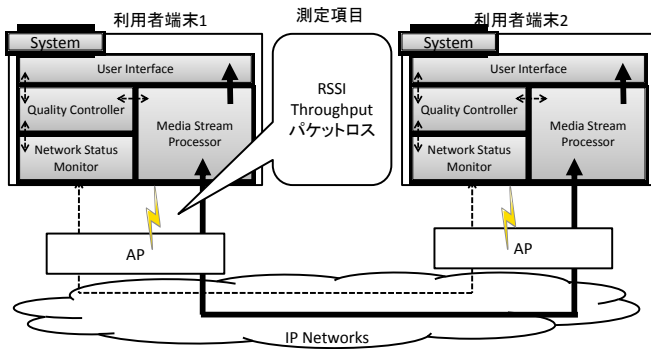 利用者端末1
System
User Interface
Quality Controller
Network Status
Monitor
Media Stream
Processor
AP
測定項目
RSSI
Throughput
パケットロス
利用者端末2
System
User Interface
Quality Controller
Network Status
Monitor
Media Stream
Processor
AP
IP Networks